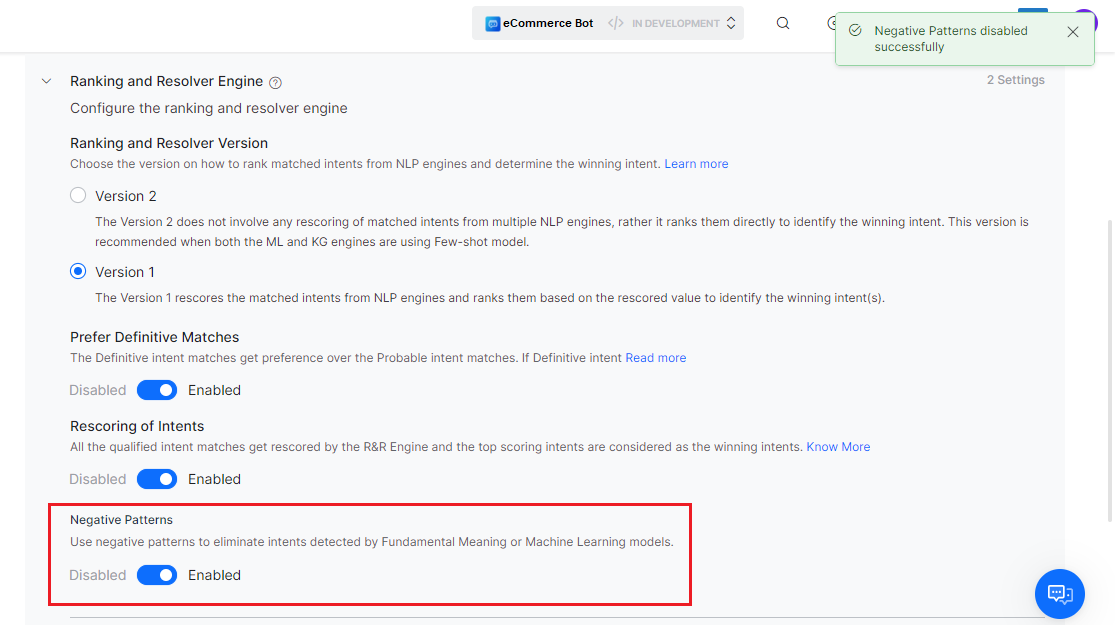 eCommerce Bot </> IN DEVELOPMENT
Negative Patterns disabled
successfully
Ranking and Resolver Engine ?
2 Settings
Configure the ranking and resolver engine
Ranking and Resolver Version
Choose the version on how to rank matched intents from NLP engines and determine the winning intent. Learn more
Version 2
The Version 2 does not involve any rescoring of matched intents from multiple NLP engines, rather it ranks them directly to identify the winning intent. This version is
recommended when both the ML and KG engines are using Few-shot model.
Version 1
The Version 1 rescores the matched intents from NLP engines and ranks them based on the rescored value to identify the winning intent(s).
Prefer Definitive Matches
The Definitive intent matches get preference over the Probable intent matches. If Definitive intent Read more
Disabled Enabled
Rescoring of Intents
All the qualified intent matches get rescored by the R&R Engine and the top scoring intents are considered as the winning intents. Know More
Disabled Enabled
Negative Patterns
Use negative patterns to eliminate intents detected by Fundamental Meaning or Machine Learning models.
Disabled Enabled